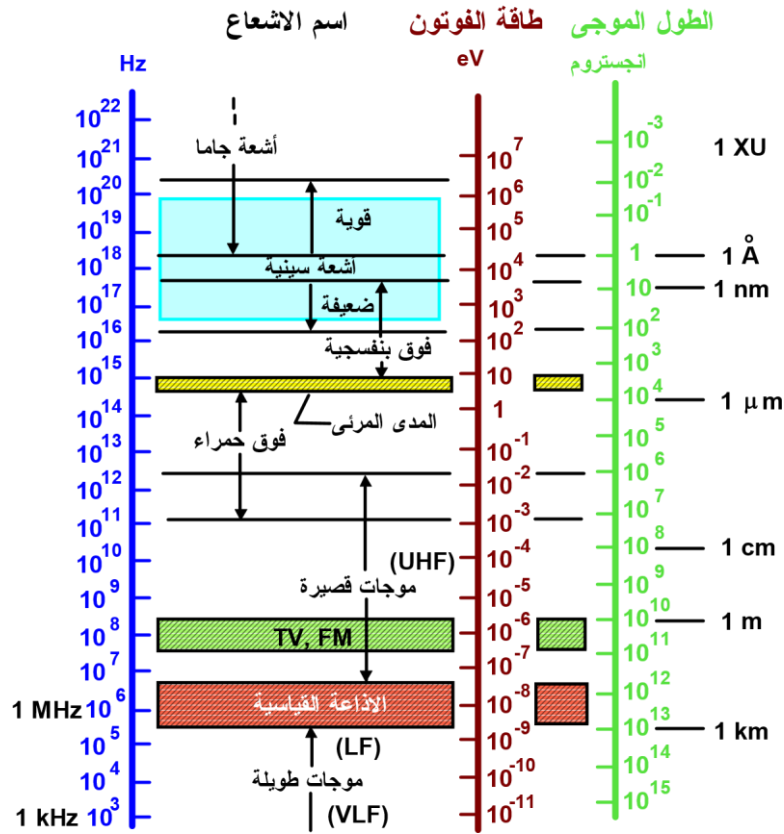 اسم الاشعاع
طاقة الفوتون
الطول الموجى
Hz
eV
انجستروم
10^22
10^21
10^20
10^19
10^18
10^17
10^16
10^15
10^14
10^13
10^12
10^11
10^10
10^9
10^8
10^7
1 MHz 10^6
10^5
10^4
1 kHz 10^3
أشعة جاما
قوية
أشعة سينية
ضعيفة
فوق بنفسجية
المدى المرئى
فوق حمراء
(UHF)
موجات قصيرة
TV, FM
الاذاعة القياسية
(LF)
موجات طويلة
(VLF)
10^7
10^6
10^5
10^4
10^3
10^2
10
1
10^-1
10^-2
10^-3
10^-4
10^-5
10^-6
10^-7
10^-8
10^-9
10^-10
10^-11
10^-3
10^-2
10^-1
1
10
10^2
10^3
10^4
10^5
10^6
10^7
10^8
10^9
10^10
10^11
10^12
10^13
10^14
10^15
1 XU
1 Å
1 nm
1 μm
1 cm
1 m
1 km